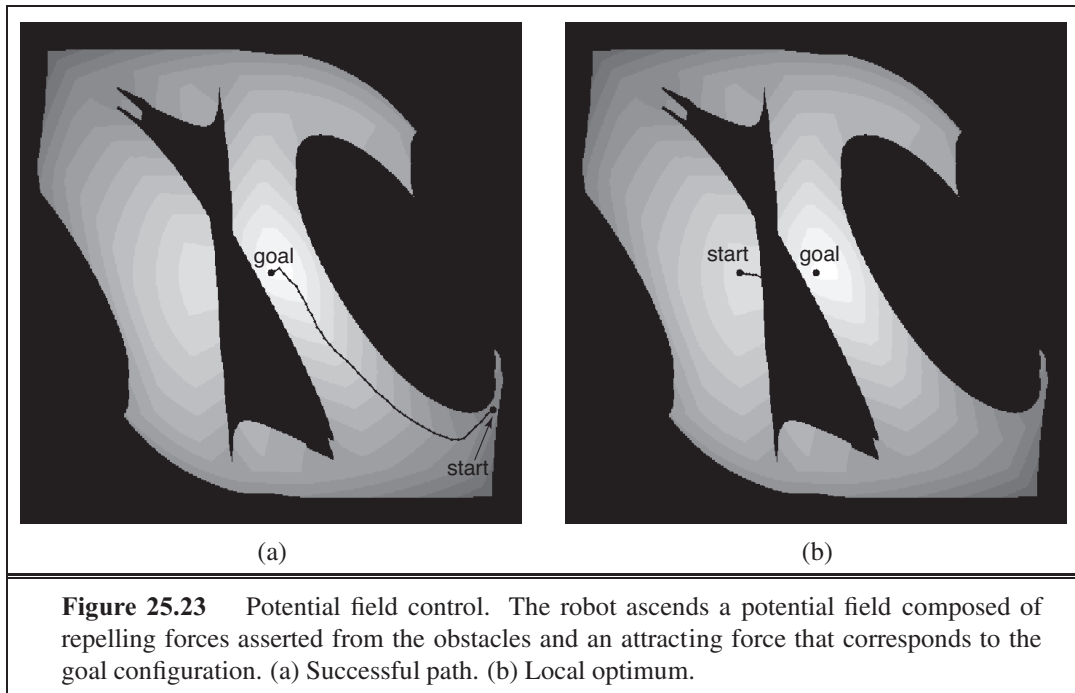 goal
start
(a)
start
goal
(b)
Figure 25.23 Potential field control. The robot ascends a potential field composed of
repelling forces asserted from the obstacles and an attracting force that corresponds to the
goal configuration. (a) Successful path. (b) Local optimum.